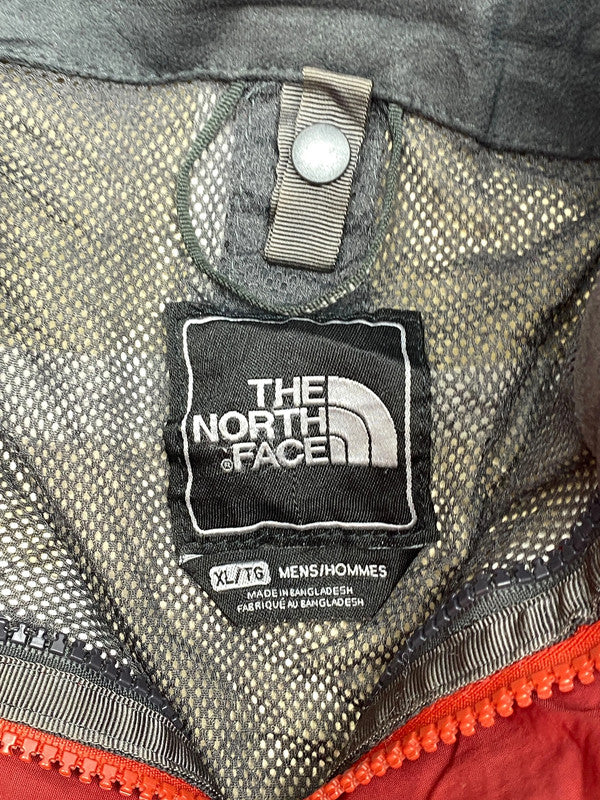 THE
NORTH
FACE®
XL/TG MENS/HOMMES
MADE IN BANGLADESH
FABRIQUÉ AU BANGLADESH